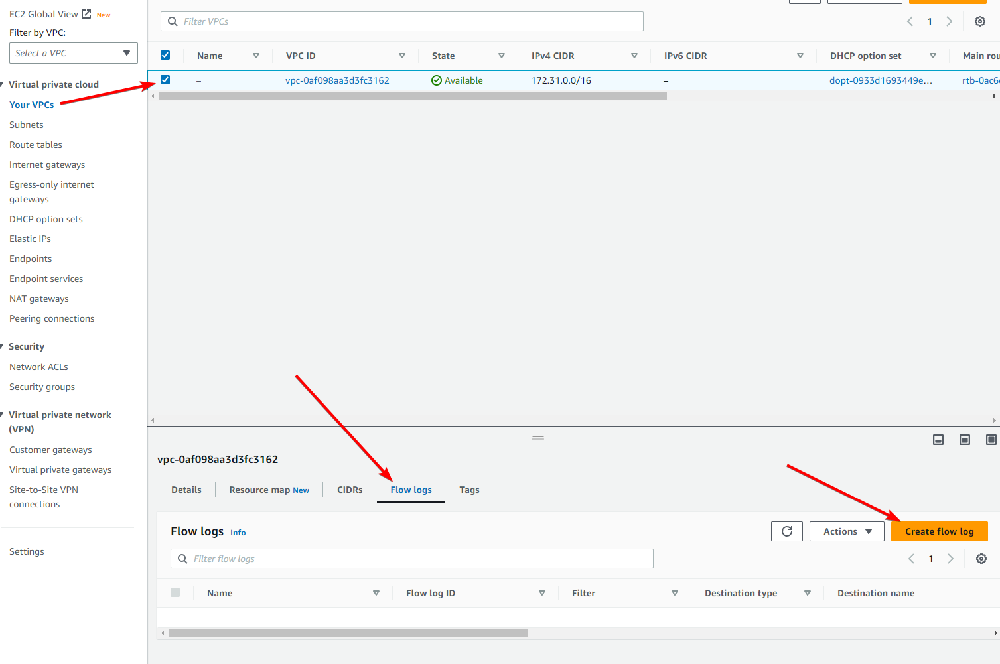 EC2 Global View New
Filter by VPC:
Select a VPC
Virtual private cloud
Your VPCs
Subnets
Route tables
Internet gateways
Egress-only internet
gateways
DHCP option sets
Elastic IPs
Endpoints
Endpoint services
NAT gateways
Peering connections
Security
Network ACLs
Security groups
Virtual private network
(VPN)
Customer gateways
Virtual private gateways
Site-to-Site VPN
connections
Settings
Filter VPCs
1
Name VPC ID State IPv4 CIDR IPv6 CIDR DHCP option set Main rou
– vpc-0af098aa3d3fc3162 Available 172.31.0.0/16 – dopt-0933d1693449e... rtb-0ac6
vpc-0af098aa3d3fc3162
Details Resource map New CIDRs Flow logs Tags
Flow logs Info
Actions Create flow log
Filter flow logs
1
Name Flow log ID Filter Destination type Destination name